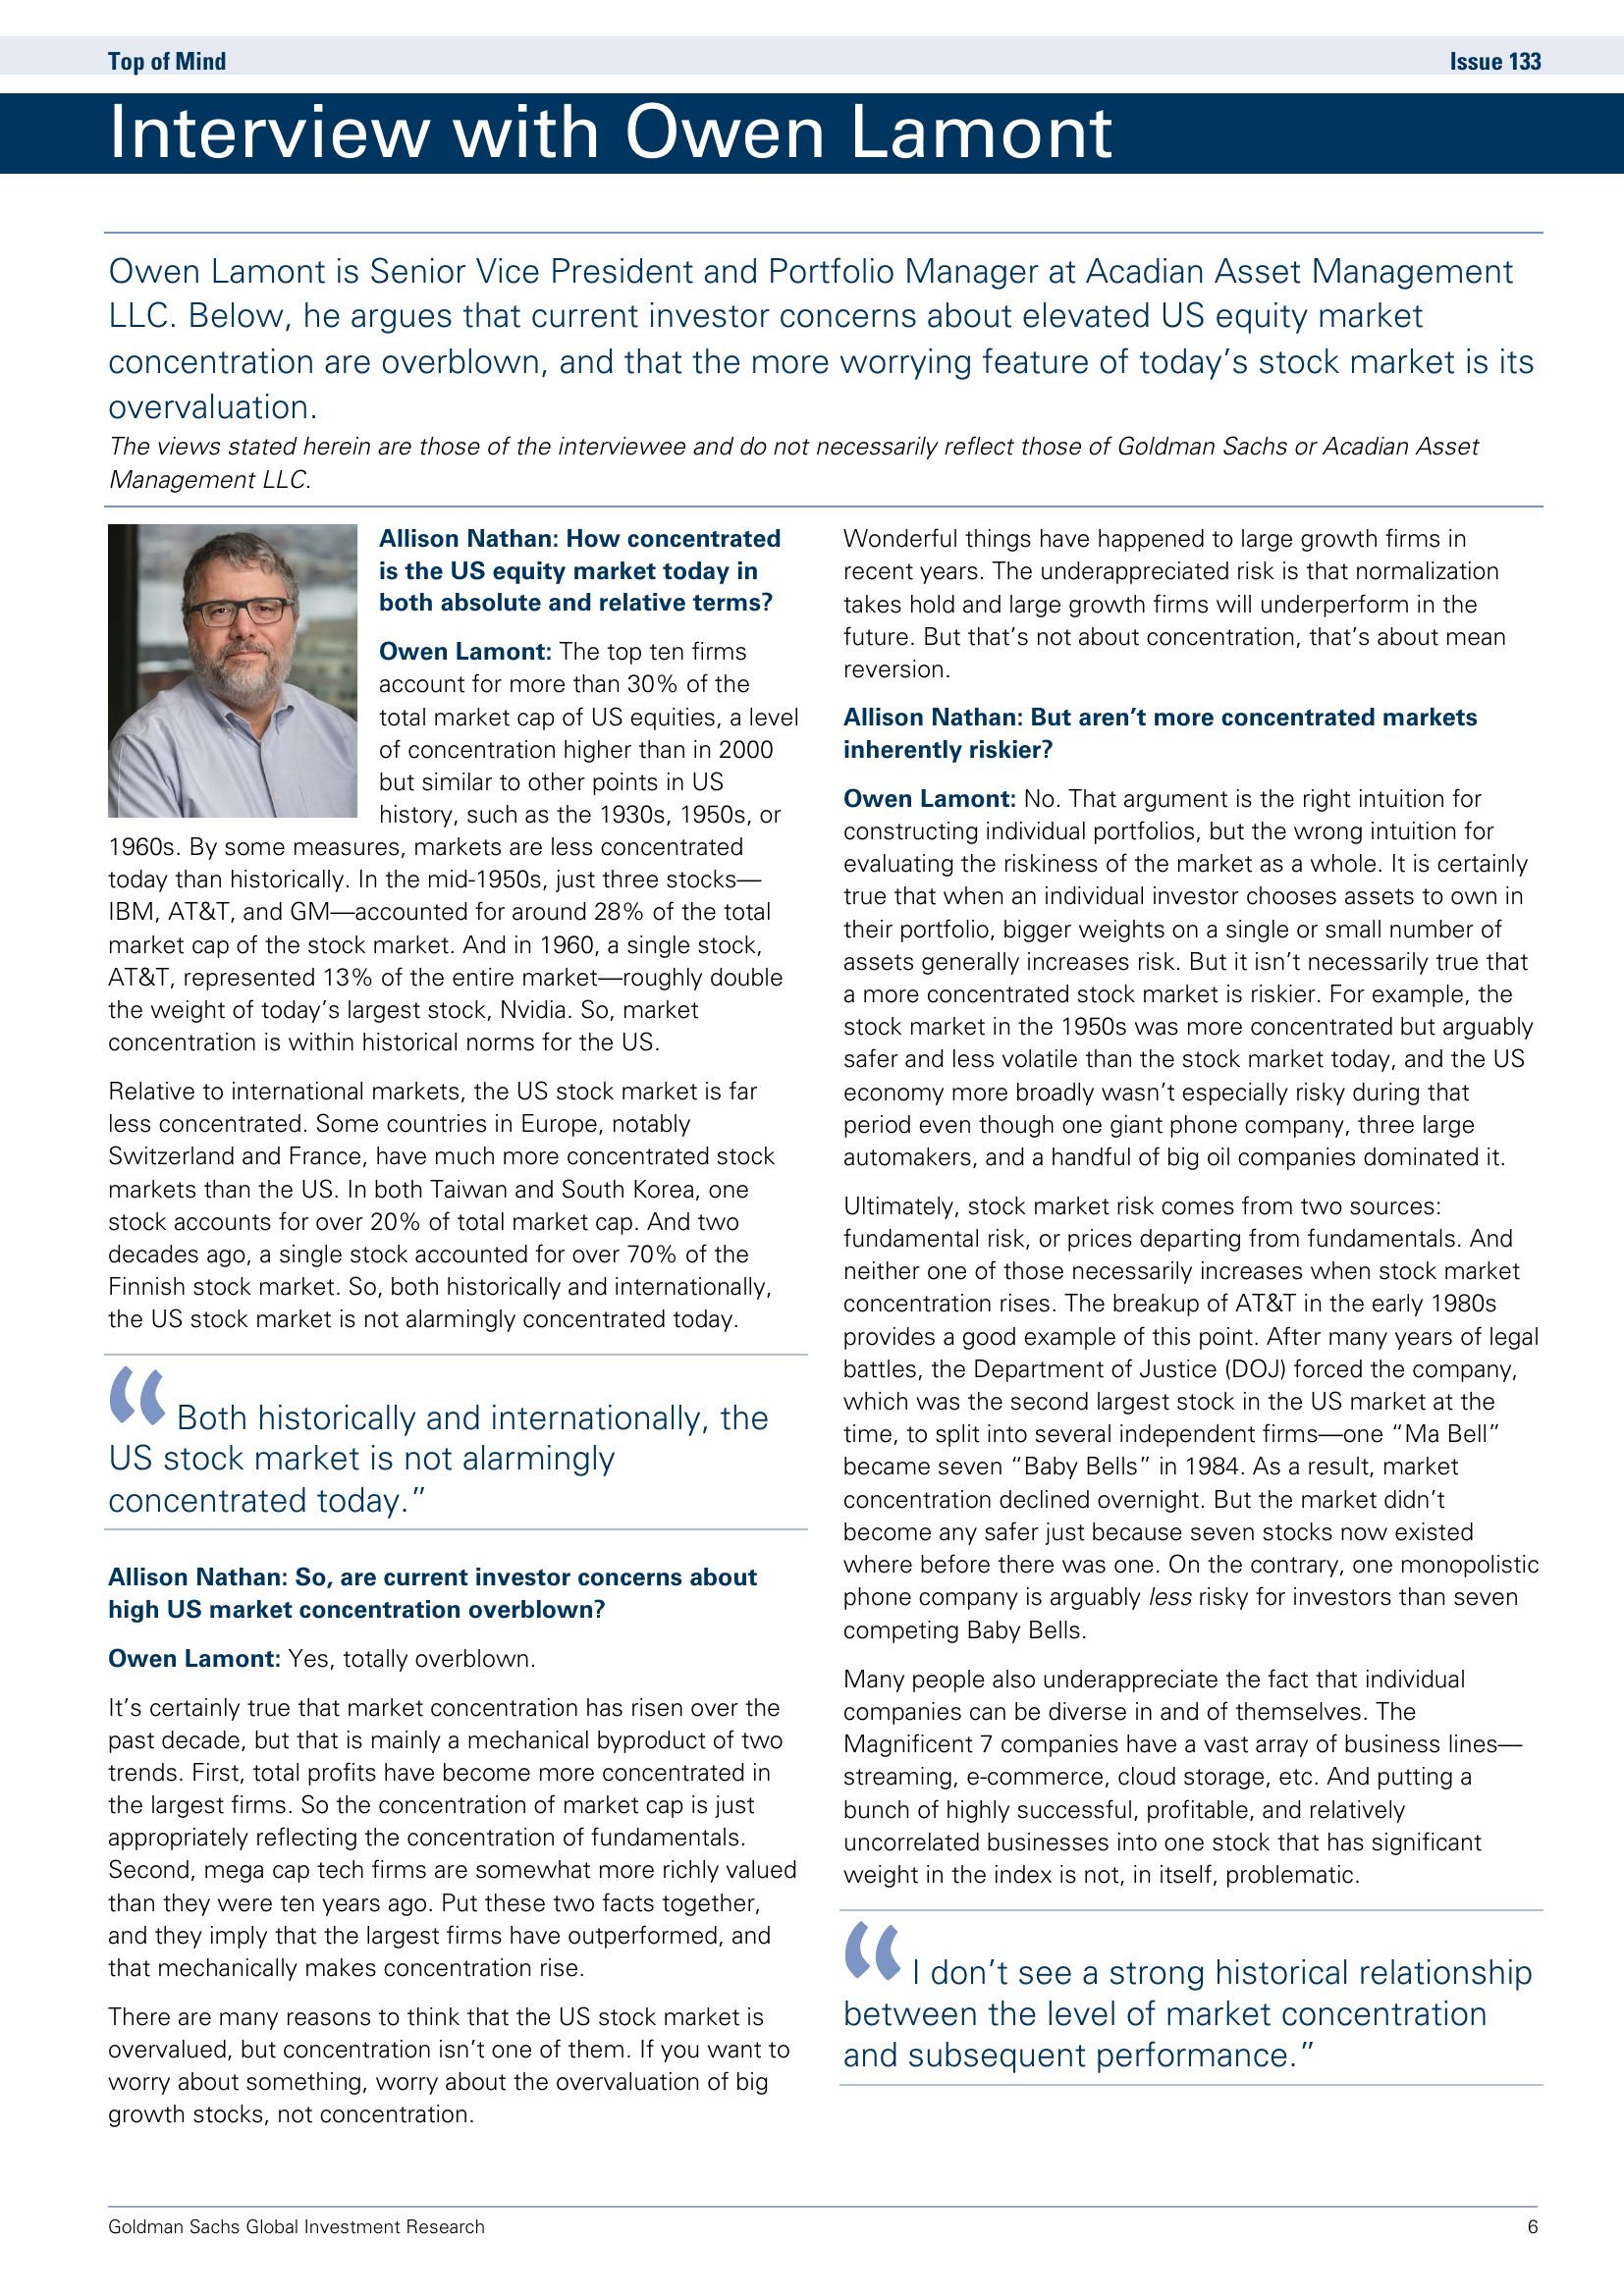 Top of Mind
Issue 133
Interview with Owen Lamont
Owen Lamont is Senior Vice President and Portfolio Manager at Acadian Asset Management
LLC. Below, he argues that current investor concerns about elevated US equity market
concentration are overblown, and that the more worrying feature of today’s stock market is its
overvaluation.
The views stated herein are those of the interviewee and do not necessarily reflect those of Goldman Sachs or Acadian Asset
Management LLC.
Allison Nathan: How concentrated
is the US equity market today in
both absolute and relative terms?
Owen Lamont: The top ten firms
account for more than 30% of the
total market cap of US equities, a level
of concentration higher than in 2000
but similar to other points in US
history, such as the 1930s, 1950s, or
1960s. By some measures, markets are less concentrated
today than historically. In the mid-1950s, just three stocks—
IBM, AT&T, and GM—accounted for around 28% of the total
market cap of the stock market. And in 1960, a single stock,
AT&T, represented 13% of the entire market—roughly double
the weight of today’s largest stock, Nvidia. So, market
concentration is within historical norms for the US.
Relative to international markets, the US stock market is far
less concentrated. Some countries in Europe, notably
Switzerland and France, have much more concentrated stock
markets than the US. In both Taiwan and South Korea, one
stock accounts for over 20% of total market cap. And two
decades ago, a single stock accounted for over 70% of the
Finnish stock market. So, both historically and internationally,
the US stock market is not alarmingly concentrated today.
“ Both historically and internationally, the
US stock market is not alarmingly
concentrated today.”
Allison Nathan: So, are current investor concerns about
high US market concentration overblown?
Owen Lamont: Yes, totally overblown.
It’s certainly true that market concentration has risen over the
past decade, but that is mainly a mechanical byproduct of two
trends. First, total profits have become more concentrated in
the largest firms. So the concentration of market cap is just
appropriately reflecting the concentration of fundamentals.
Second, mega cap tech firms are somewhat more richly valued
than they were ten years ago. Put these two facts together,
and they imply that the largest firms have outperformed, and
that mechanically makes concentration rise.
There are many reasons to think that the US stock market is
overvalued, but concentration isn’t one of them. If you want to
worry about something, worry about the overvaluation of big
growth stocks, not concentration.
Wonderful things have happened to large growth firms in
recent years. The underappreciated risk is that normalization
takes hold and large growth firms will underperform in the
future. But that’s not about concentration, that’s about mean
reversion.
Allison Nathan: But aren’t more concentrated markets
inherently riskier?
Owen Lamont: No. That argument is the right intuition for
constructing individual portfolios, but the wrong intuition for
evaluating the riskiness of the market as a whole. It is certainly
true that when an individual investor chooses assets to own in
their portfolio, bigger weights on a single or small number of
assets generally increases risk. But it isn’t necessarily true that
a more concentrated stock market is riskier. For example, the
stock market in the 1950s was more concentrated but arguably
safer and less volatile than the stock market today, and the US
economy more broadly wasn’t especially risky during that
period even though one giant phone company, three large
automakers, and a handful of big oil companies dominated it.
Ultimately, stock market risk comes from two sources:
fundamental risk, or prices departing from fundamentals. And
neither one of those necessarily increases when stock market
concentration rises. The breakup of AT&T in the early 1980s
provides a good example of this point. After many years of legal
battles, the Department of Justice (DOJ) forced the company,
which was the second largest stock in the US market at the
time, to split into several independent firms—one “Ma Bell”
became seven “Baby Bells” in 1984. As a result, market
concentration declined overnight. But the market didn’t
become any safer just because seven stocks now existed
where before there was one. On the contrary, one monopolistic
phone company is arguably less risky for investors than seven
competing Baby Bells.
Many people also underappreciate the fact that individual
companies can be diverse in and of themselves. The
Magnificent 7 companies have a vast array of business lines—
streaming, e-commerce, cloud storage, etc. And putting a
bunch of highly successful, profitable, and relatively
uncorrelated businesses into one stock that has significant
weight in the index is not, in itself, problematic.
“ I don’t see a strong historical relationship
between the level of market concentration
and subsequent performance.”
Goldman Sachs Global Investment Research
6